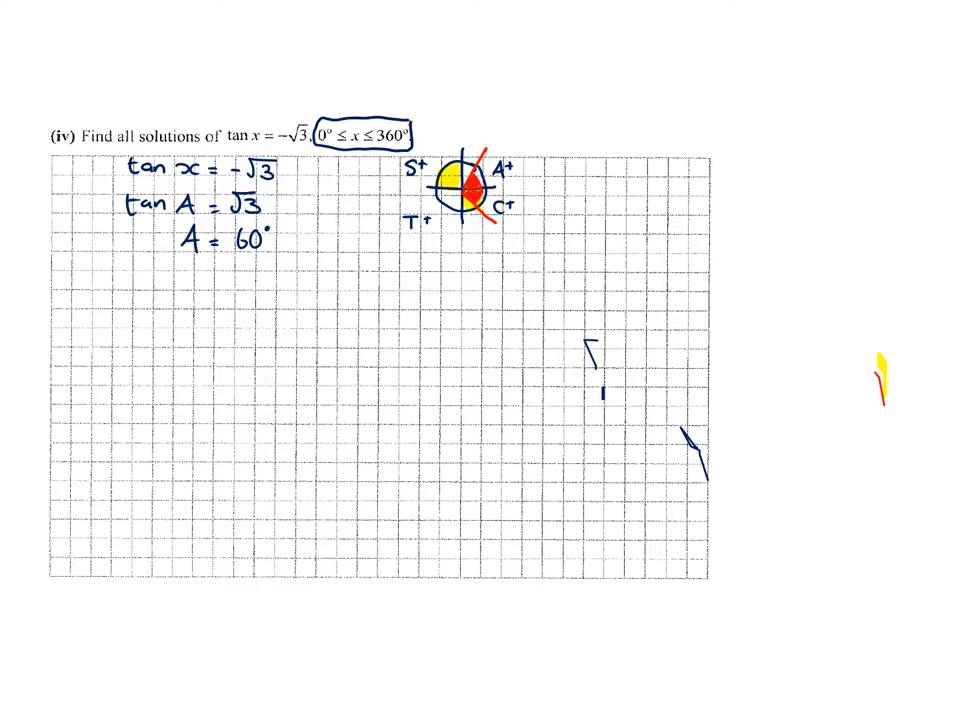 (iv) Find all solutions of tan x = -√3, 0° ≤ x ≤ 360°.
tan x = -√3
tan A = √3
A = 60°
S+ A+
T+ C+